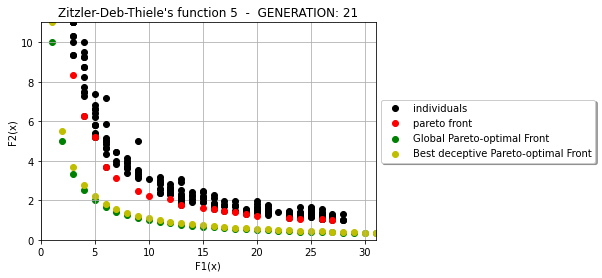 Zitzler-Deb-Thiele's function 5 - GENERATION: 21
10
8
6
4
2
0
F2(x)
0 5 10 15 20 25 30
F1(x)
individuals
pareto front
Global Pareto-optimal Front
Best deceptive Pareto-optimal Front